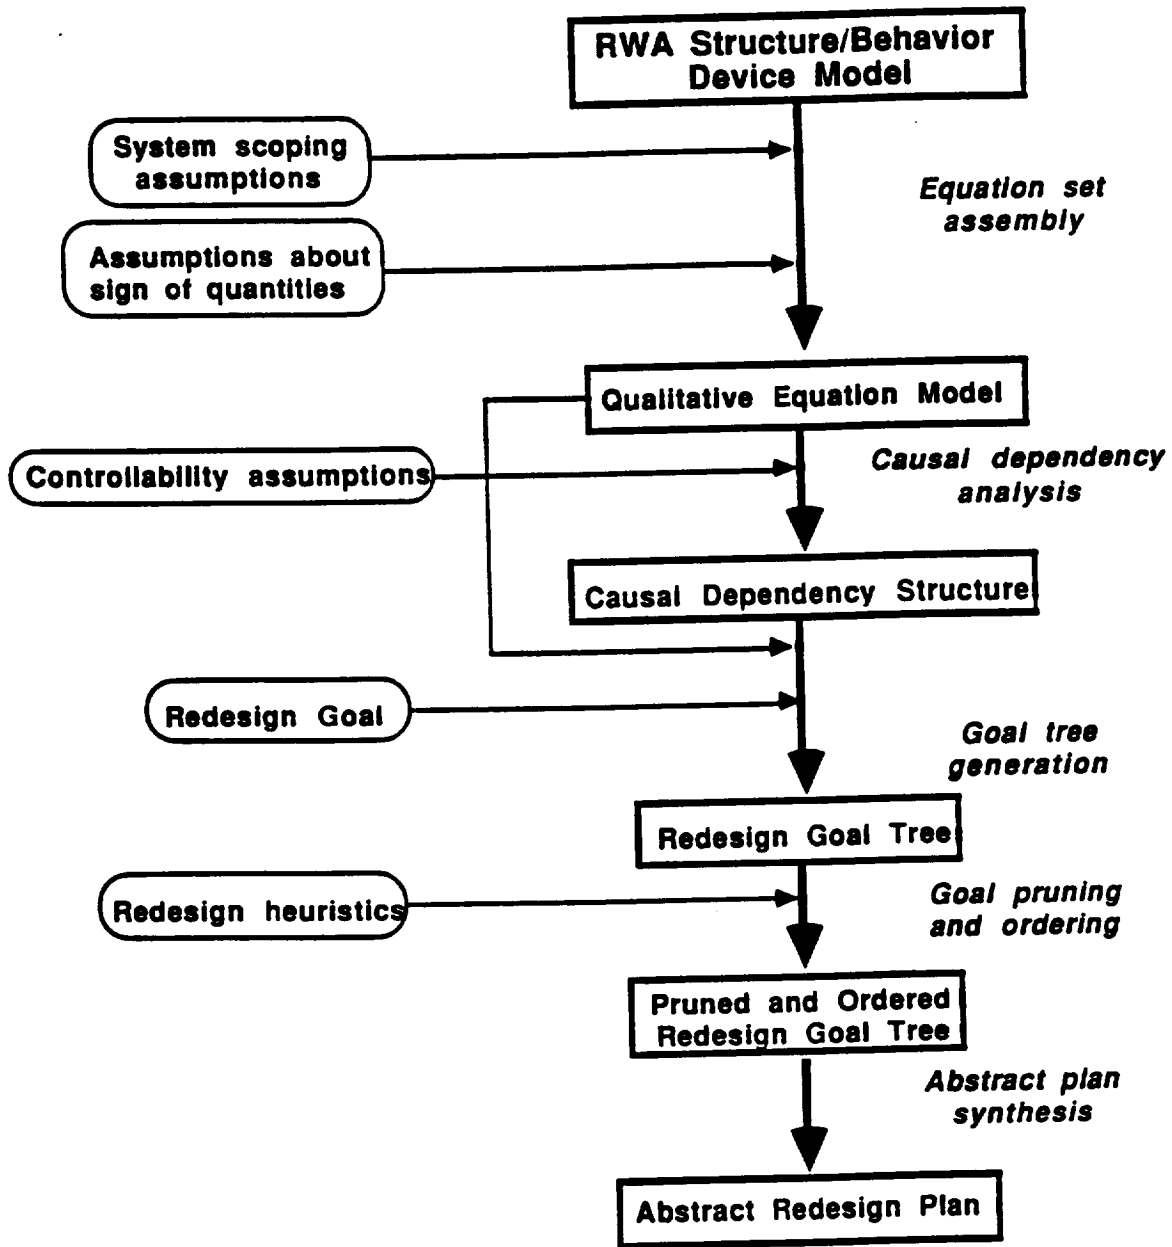 RWA Structure/Behavior
Device Model
System scoping
assumptions
Equation set
assembly
Assumptions about
sign of quantities
Qualitative Equation Model
Controllability assumptions
Causal dependency
analysis
Causal Dependency Structure
Redesign Goal
Goal tree
generation
Redesign Goal Tree
Redesign heuristics
Goal pruning
and ordering
Pruned and Ordered
Redesign Goal Tree
Abstract plan
synthesis
Abstract Redesign Plan